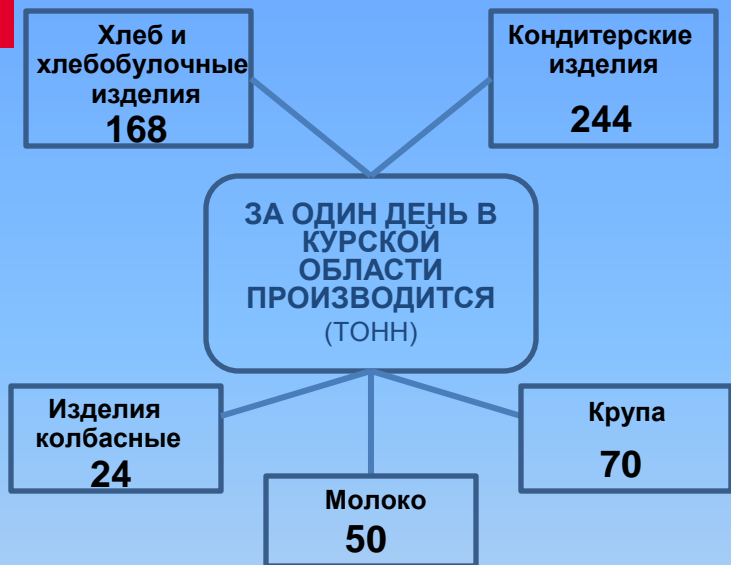 Хлеб и
хлебобулочные
изделия
168
Кондитерские
изделия
244
ЗА ОДИН ДЕНЬ В
КУРСКОЙ
ОБЛАСТИ
ПРОИЗВОДИТСЯ
(ТОНН)
Изделия
колбасные
24
Молоко
50
Крупа
70